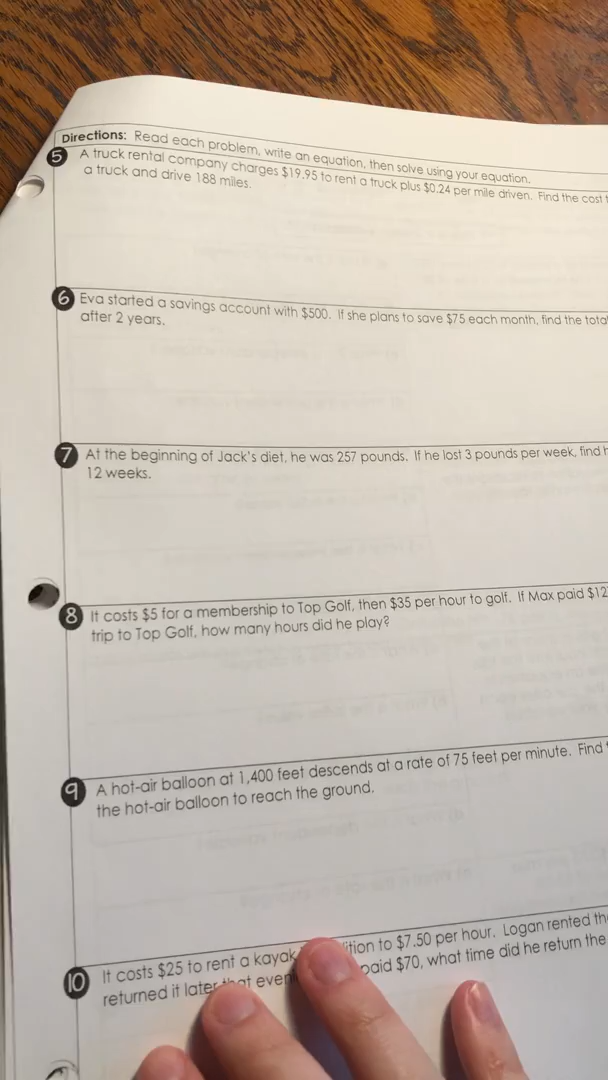 Directions: Read each problem, write an equation, then solve using your equation.
5 A truck rental company charges $19.95 to rent a truck plus $0.24 per mile driven. Find the cost
a truck and drive 188 miles.
6 Eva started a savings account with $500. If she plans to save $75 each month, find the total
after 2 years.
7 At the beginning of Jack's diet, he was 257 pounds. If he lost 3 pounds per week, find
12 weeks.
8 It costs $5 for a membership to Top Golf, then $35 per hour to golf. If Max paid $12
trip to Top Golf, how many hours did he play?
9 A hot-air balloon at 1,400 feet descends at a rate of 75 feet per minute. Find
the hot-air balloon to reach the ground.
10 It costs $25 to rent a kayak to $7.50 per hour. Logan rented the
returned it later that paid $70, what time did he return the